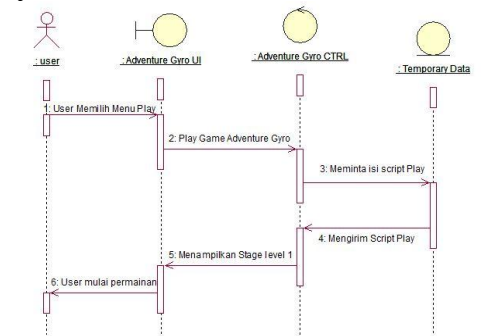 : user
: Adventure Gyro UI
: Adventure Gyro CTRL
: Temporary Data
1: User Memilih Menu Play
2: Play Game Adventure Gyro
3: Meminta isi script Play
4: Mengirim Script Play
5: Menampilkan Stage level 1
6: User mulai permainan